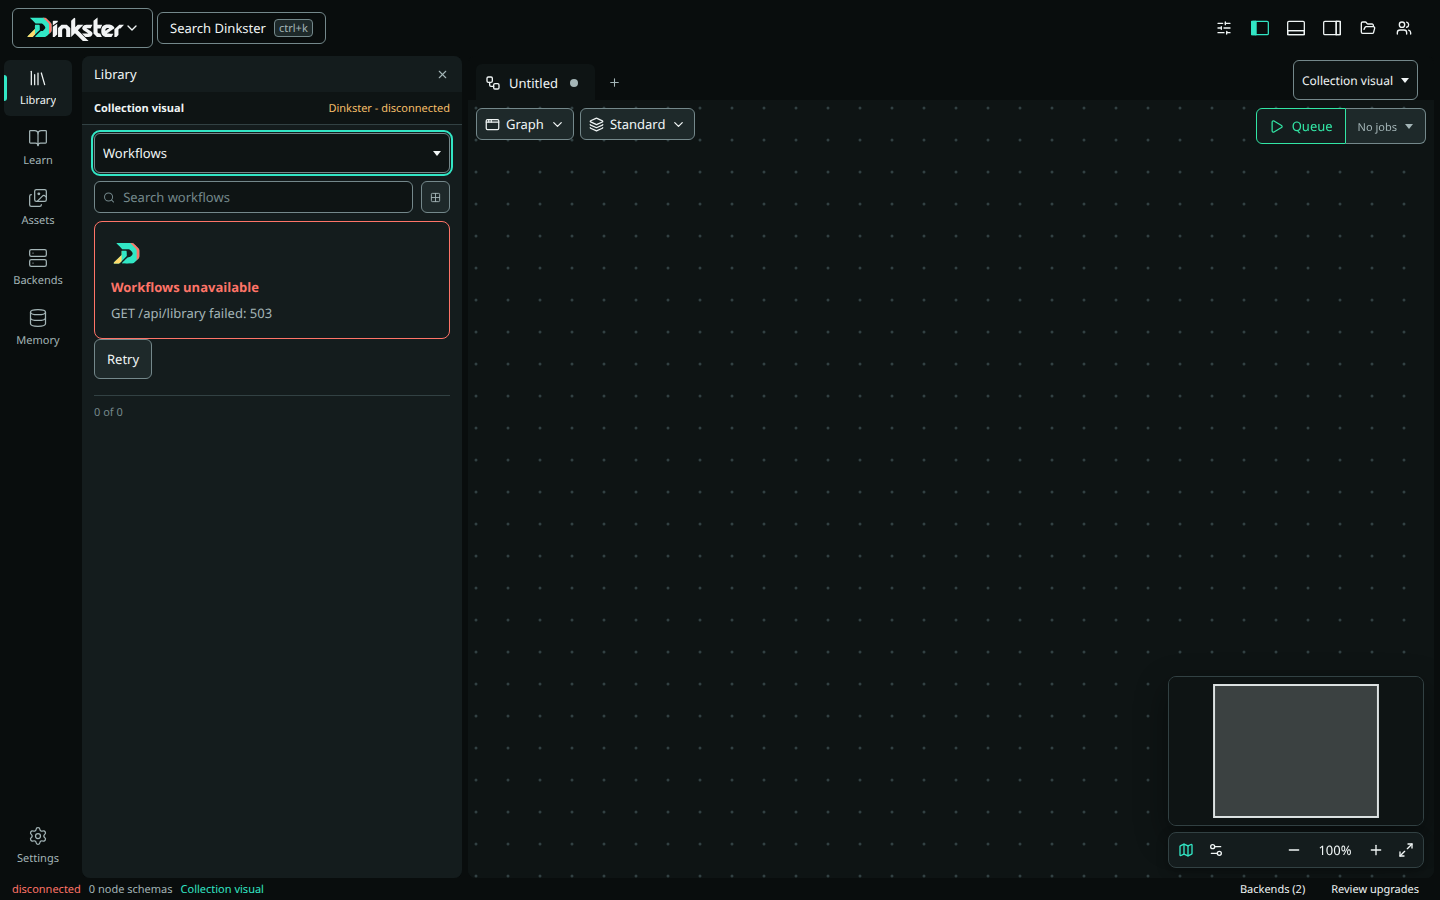 Dinkster
Search Dinkster ctrl+k
Library
Learn
Assets
Backends
Memory
Settings
Library
Collection visual Dinkster - disconnected
Workflows
Search workflows
Workflows unavailable
GET /api/library failed: 503
Retry
0 of 0
Untitled
Collection visual
Graph
Standard
Queue
No jobs
100%
disconnected 0 node schemas Collection visual
Backends (2) Review upgrades